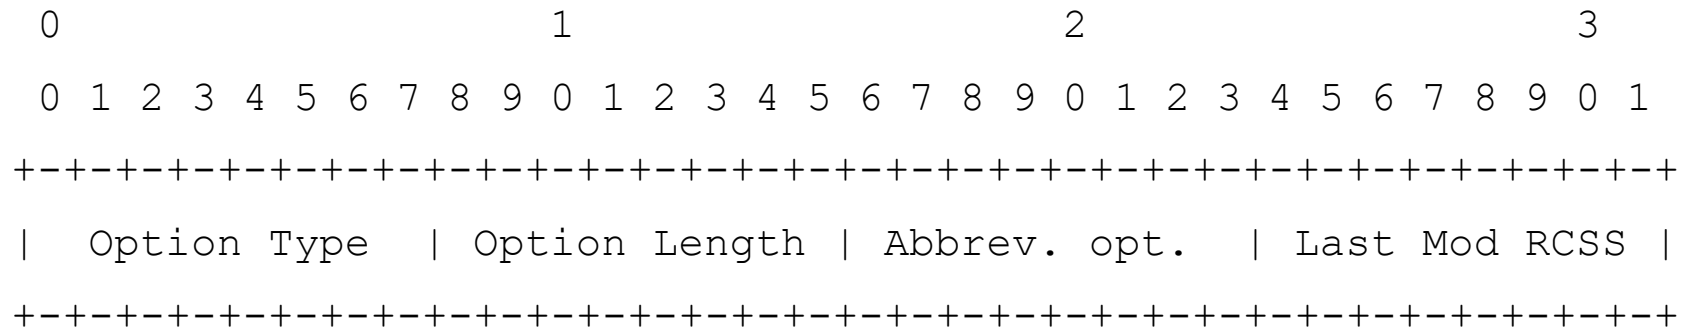 0                   1                   2                   3
 0 1 2 3 4 5 6 7 8 9 0 1 2 3 4 5 6 7 8 9 0 1 2 3 4 5 6 7 8 9 0 1
+-+-+-+-+-+-+-+-+-+-+-+-+-+-+-+-+-+-+-+-+-+-+-+-+-+-+-+-+-+-+-+-+
|  Option Type  | Option Length | Abbrev. opt.  | Last Mod RCSS |
+-+-+-+-+-+-+-+-+-+-+-+-+-+-+-+-+-+-+-+-+-+-+-+-+-+-+-+-+-+-+-+-+